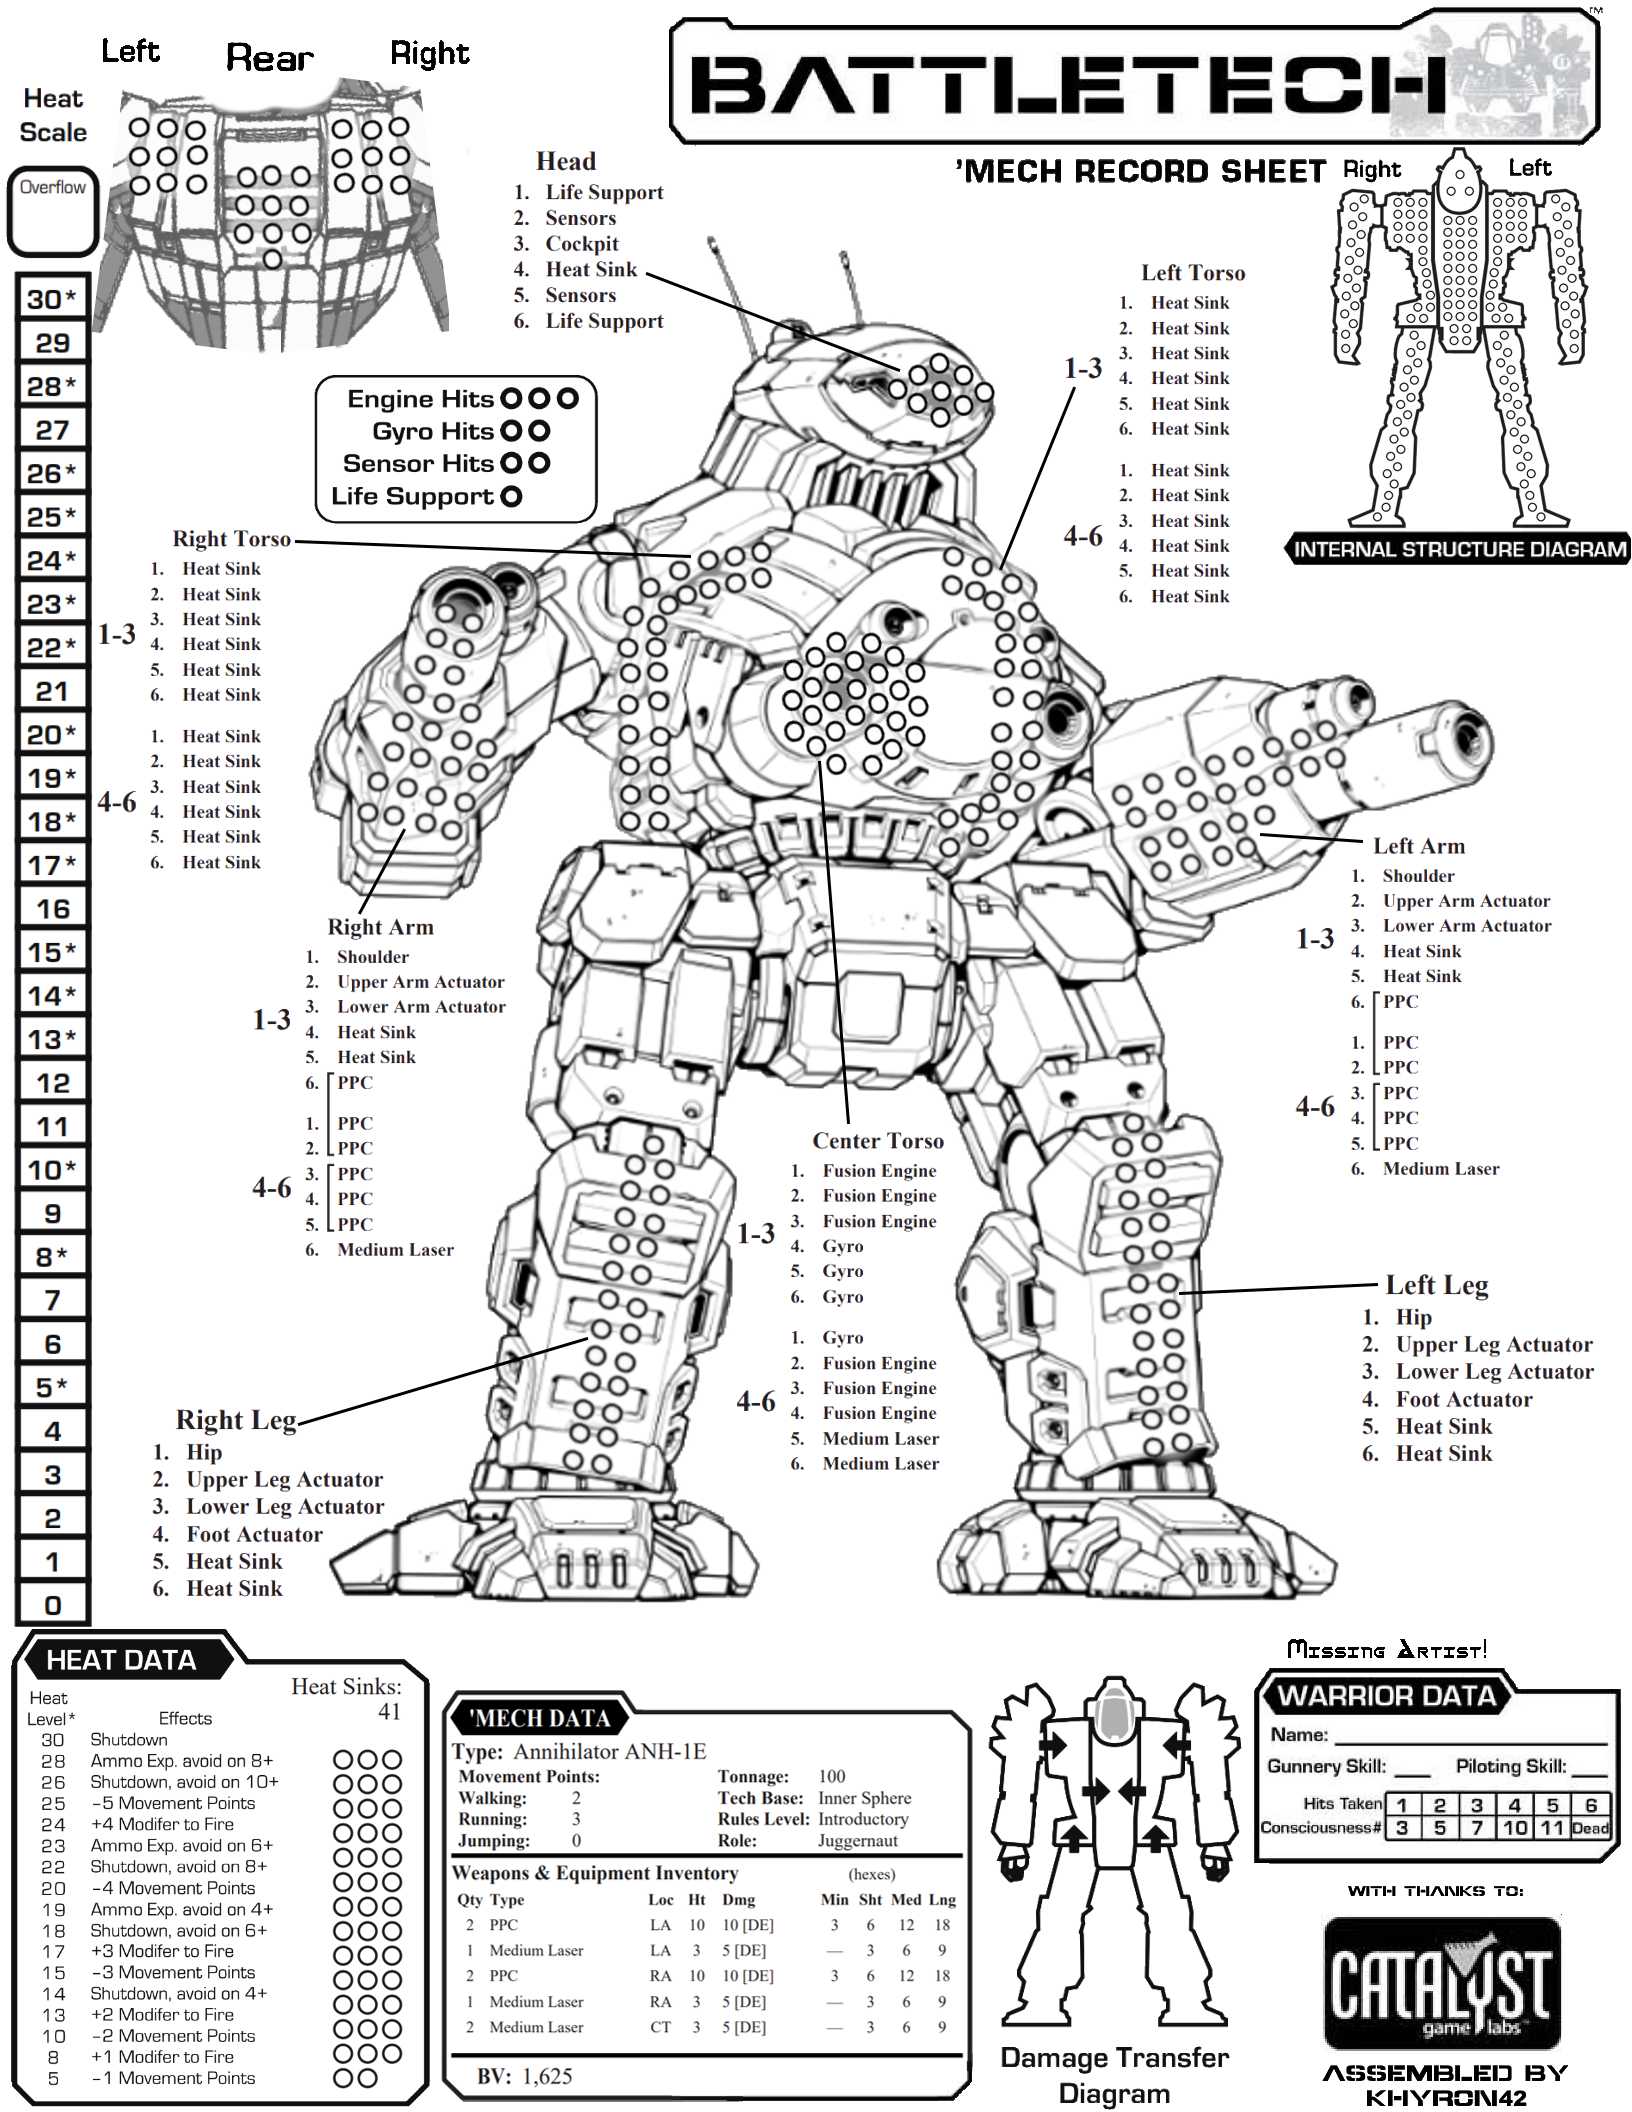 Left Rear Right
BATTLETECH
TM
'MECH RECORD SHEET
Right Left
INTERNAL STRUCTURE DIAGRAM
Heat
Scale
Overflow
30*
29
28*
27
26*
25*
24*
23*
22*
21
20*
19*
18*
17*
16
15*
14*
13*
12
11
10*
9
8*
7
6
5*
4
3
2
1
0
Head
1. Life Support
2. Sensors
3. Cockpit
4. Heat Sink
5. Sensors
6. Life Support
Engine Hits
Gyro Hits
Sensor Hits
Life Support
Left Torso
1-3
1. Heat Sink
2. Heat Sink
3. Heat Sink
4. Heat Sink
5. Heat Sink
6. Heat Sink
4-6
1. Heat Sink
2. Heat Sink
3. Heat Sink
4. Heat Sink
5. Heat Sink
6. Heat Sink
Right Torso
1-3
1. Heat Sink
2. Heat Sink
3. Heat Sink
4. Heat Sink
5. Heat Sink
6. Heat Sink
4-6
1. Heat Sink
2. Heat Sink
3. Heat Sink
4. Heat Sink
5. Heat Sink
6. Heat Sink
Left Arm
1-3
1. Shoulder
2. Upper Arm Actuator
3. Lower Arm Actuator
4. Heat Sink
5. Heat Sink
6. PPC
4-6
1. PPC
2. PPC
3. PPC
4. PPC
5. PPC
6. Medium Laser
Right Arm
1-3
1. Shoulder
2. Upper Arm Actuator
3. Lower Arm Actuator
4. Heat Sink
5. Heat Sink
6. PPC
4-6
1. PPC
2. PPC
3. PPC
4. PPC
5. PPC
6. Medium Laser
Center Torso
1-3
1. Fusion Engine
2. Fusion Engine
3. Fusion Engine
4. Gyro
5. Gyro
6. Gyro
4-6
1. Gyro
2. Fusion Engine
3. Fusion Engine
4. Fusion Engine
5. Medium Laser
6. Medium Laser
Left Leg
1. Hip
2. Upper Leg Actuator
3. Lower Leg Actuator
4. Foot Actuator
5. Heat Sink
6. Heat Sink
Right Leg
1. Hip
2. Upper Leg Actuator
3. Lower Leg Actuator
4. Foot Actuator
5. Heat Sink
6. Heat Sink
HEAT DATA
Heat Sinks:
41
Heat
Level* Effects
30 Shutdown
28 Ammo Exp. avoid on 8+
26 Shutdown, avoid on 10+
25 -5 Movement Points
24 +4 Modifer to Fire
23 Ammo Exp. avoid on 6+
22 Shutdown, avoid on 8+
20 -4 Movement Points
19 Ammo Exp. avoid on 4+
18 Shutdown, avoid on 6+
17 +3 Modifer to Fire
15 -3 Movement Points
14 Shutdown, avoid on 4+
13 +2 Modifer to Fire
10 -2 Movement Points
8 +1 Modifer to Fire
5 -1 Movement Points
'MECH DATA
Type: Annihilator ANH-1E
Movement Points: Tonnage: 100
Walking: 2 Tech Base: Inner Sphere
Running: 3 Rules Level: Introductory
Jumping: 0 Role: Juggernaut
Weapons & Equipment Inventory (hexes)
Qty Type Loc Ht Dmg Min Sht Med Lng
2 PPC LA 10 10 [DE] 3 6 12 18
1 Medium Laser LA 3 5 [DE] — 3 6 9
2 PPC RA 10 10 [DE] 3 6 12 18
1 Medium Laser RA 3 5 [DE] — 3 6 9
2 Medium Laser CT 3 5 [DE] — 3 6 9
BV: 1,625
Damage Transfer
Diagram
Missing Artist!
WARRIOR DATA
Name:
Gunnery Skill: Piloting Skill:
Hits Taken 1 2 3 4 5 6
Consciousness# 3 5 7 10 11 Dead
WITH THANKS TO:
CATALYST
game labs
ASSEMBLED BY
KHYRON42